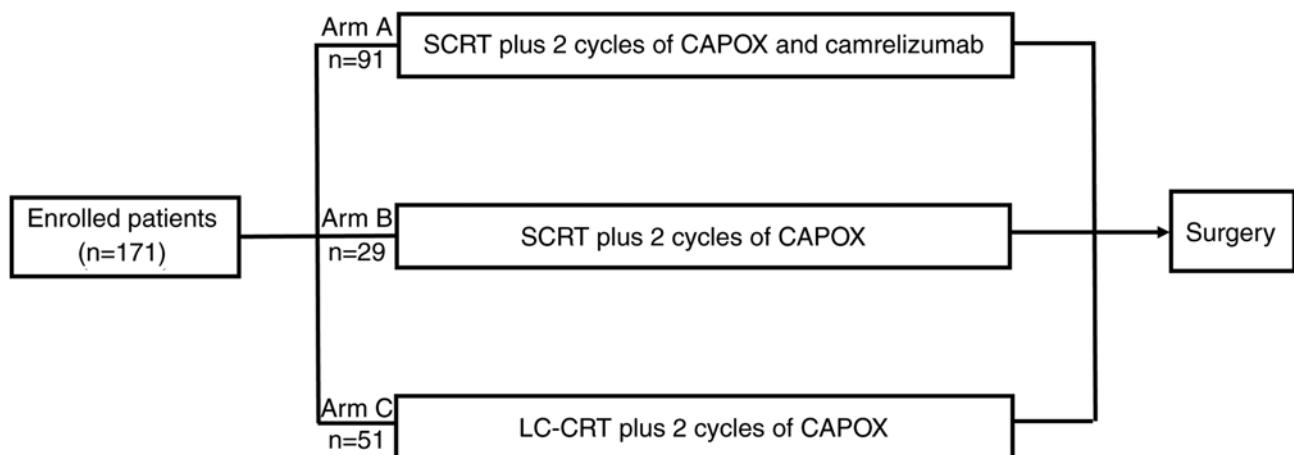 Arm A
n=91
SCRT plus 2 cycles of CAPOX and camrelizumab
Enrolled patients
(n=171)
Arm B
n=29
SCRT plus 2 cycles of CAPOX
Surgery
Arm C
n=51
LC-CRT plus 2 cycles of CAPOX